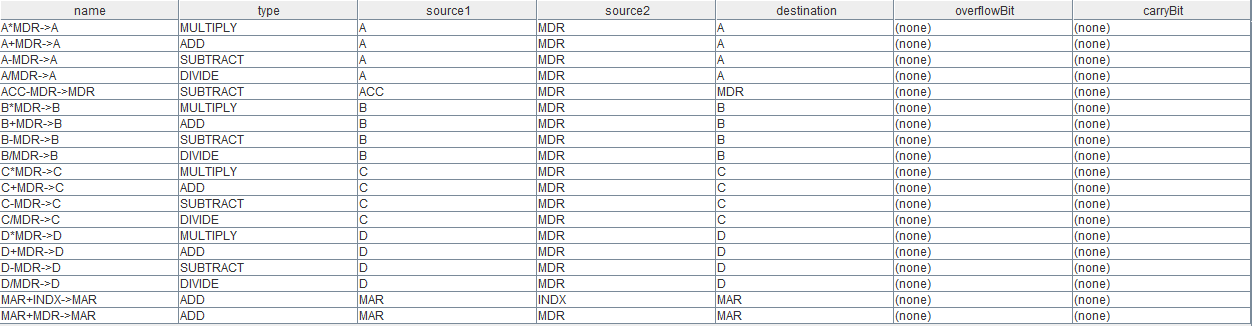 name type source1 source2 destination overflowBit carryBit
A*MDR->A MULTIPLY A MDR A (none) (none)
A+MDR->A ADD A MDR A (none) (none)
A-MDR->A SUBTRACT A MDR A (none) (none)
A/MDR->A DIVIDE A MDR A (none) (none)
ACC-MDR->MDR SUBTRACT ACC MDR MDR (none) (none)
B*MDR->B MULTIPLY B MDR B (none) (none)
B+MDR->B ADD B MDR B (none) (none)
B-MDR->B SUBTRACT B MDR B (none) (none)
B/MDR->B DIVIDE B MDR B (none) (none)
C*MDR->C MULTIPLY C MDR C (none) (none)
C+MDR->C ADD C MDR C (none) (none)
C-MDR->C SUBTRACT C MDR C (none) (none)
C/MDR->C DIVIDE C MDR C (none) (none)
D*MDR->D MULTIPLY D MDR D (none) (none)
D+MDR->D ADD D MDR D (none) (none)
D-MDR->D SUBTRACT D MDR D (none) (none)
D/MDR->D DIVIDE D MDR D (none) (none)
MAR+INDX->MAR ADD MAR INDX MAR (none) (none)
MAR+MDR->MAR ADD MAR MDR MAR (none) (none)